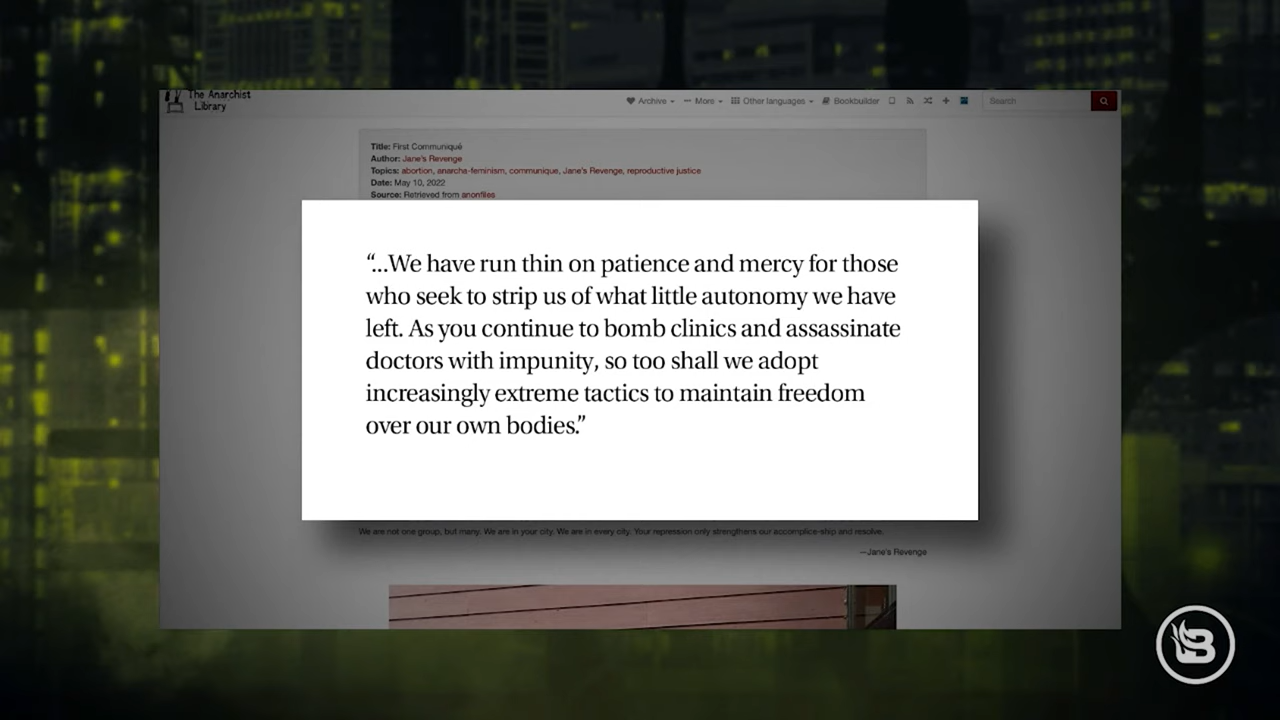 The Anarchist
Library
Archive More Other languages Bookbuilder Search
Title: First Communiqué
Author: Jane's Revenge
Topics: abortion, anarcha-feminism, communique, Jane's Revenge, reproductive justice
Date: May 10, 2022
Source: Retrieved from anonfiles
“...We have run thin on patience and mercy for those
who seek to strip us of what little autonomy we have
left. As you continue to bomb clinics and assassinate
doctors with impunity, so too shall we adopt
increasingly extreme tactics to maintain freedom
over our own bodies.”
We are not one group, but many. We are in your city. We are in every city. Your repression only strengthens our accomplice-ship and resolve.
—Jane's Revenge
B